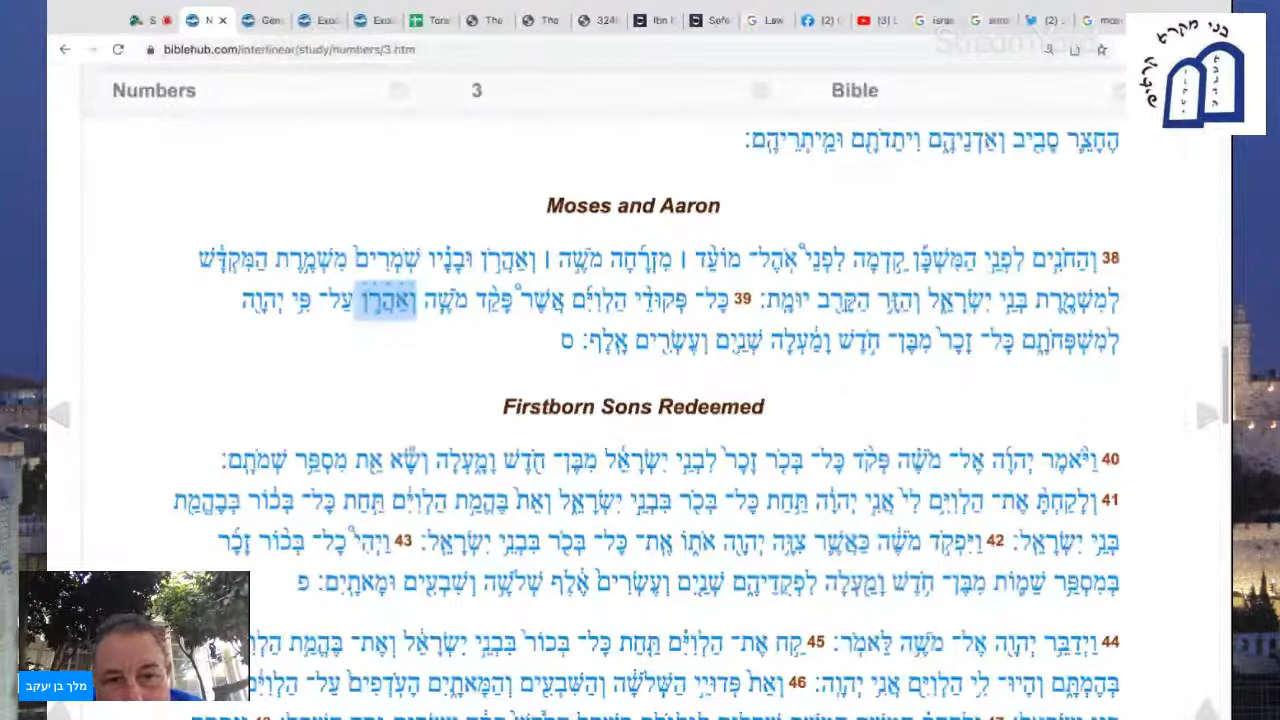 biblehub.com/interlinear/study/numbers/3.htm
בני מקרא
StreamYard
Numbers 3 Bible
הֶחָצֵ֛ר סָבִ֖יב וְאַדְנֵיהֶ֑ם וִיתֵדֹתָ֖ם וּמֵֽיתְרֵיהֶֽם׃
Moses and Aaron
38 וְהַחֹנִ֣ים לִפְנֵ֣י הַמִּשְׁכָּ֡ן קֵ֣דְמָה לִפְנֵי֩ אֹֽהֶל־ מוֹעֵ֨ד ׀ מִזְרָ֜חָה מֹשֶׁ֣ה ׀ וְאַהֲרֹ֣ן וּבָנָ֗יו שֹֽׁמְרִים֙ מִשְׁמֶ֣רֶת הַמִּקְדָּ֔שׁ
לְמִשְׁמֶ֖רֶת בְּנֵ֣י יִשְׂרָאֵ֑ל וְהַזָּ֥ר הַקָּרֵ֖ב יוּמָֽת׃ 39 כָּל־ פְּקוּדֵ֨י הַלְוִיִּ֜ם אֲשֶׁר֩ פָּקַ֨ד מֹשֶׁ֧ה וְׄאַׄהֲׄרֹ֛ׄןׄ עַל־ פִּ֥י יְהוָ֖ה
לְמִשְׁפְּחֹתָ֑ם כָּל־ זָכָר֙ מִבֶּן־ חֹ֣דֶשׁ וָמַ֔עְלָה שְׁנַ֥יִם וְעֶשְׂרִ֖ים אָֽלֶף׃ ס
Firstborn Sons Redeemed
40 וַיֹּ֨אמֶר יְהוָ֜ה אֶל־ מֹשֶׁ֗ה פְּקֹ֨ד כָּל־ בְּכֹ֤ר זָכָר֙ לִבְנֵ֣י יִשְׂרָאֵ֔ל מִבֶּן־ חֹ֖דֶשׁ וָמָ֑עְלָה וְשָׂ֕א אֵ֖ת מִסְפַּ֥ר שְׁמֹתָֽם׃
41 וְלָקַחְתָּ֨ אֶת־ הַלְוִיִּ֥ם לִי֙ אֲנִ֣י יְהוָ֔ה תַּ֥חַת כָּל־ בְּכֹ֖ר בִּבְנֵ֣י יִשְׂרָאֵ֑ל וְאֵת֙ בֶּהֱמַ֣ת הַלְוִיִּ֔ם תַּ֣חַת כָּל־ בְּכ֔וֹר בְּבֶהֱמַ֖ת
בְּנֵ֥י יִשְׂרָאֵֽל׃ 42 וַיִּפְקֹ֣ד מֹשֶׁ֔ה כַּאֲשֶׁ֛ר צִוָּ֥ה יְהוָ֖ה אֹת֑וֹ אֶֽת־ כָּל־ בְּכֹ֖ר בִּבְנֵ֥י יִשְׂרָאֵֽל׃ 43 וַיְהִי֩ כָל־ בְּכ֨וֹר זָכָ֜ר
בְּמִסְפַּ֥ר שֵׁמ֛וֹת מִבֶּן־ חֹ֥דֶשׁ וָמַ֖עְלָה לִפְקֻדֵיהֶ֑ם שְׁנַ֤יִם וְעֶשְׂרִים֙ אֶ֔לֶף שְׁלֹשָׁ֥ה וְשִׁבְעִ֖ים וּמָאתָֽיִם׃ פ
44 וַיְדַבֵּ֥ר יְהוָ֖ה אֶל־ מֹשֶׁ֥ה לֵּאמֹֽר׃ 45 קַ֣ח אֶת־ הַלְוִיִּ֗ם תַּ֤חַת כָּל־ בְּכוֹר֙ בִּבְנֵ֣י יִשְׂרָאֵ֔ל וְאֶת־ בֶּהֱמַ֥ת
בְּהֶמְתָּ֑ם וְהָיוּ־ לִ֥י הַלְוִיִּ֖ם אֲנִ֥י יְהוָֽה׃ 46 וְאֵת֙ פְּדוּיֵ֣י הַשְּׁלֹשָׁ֔ה וְהַשִּׁבְעִ֖ים וְהַמָּאתָ֑יִם הָעֹֽדְפִים֙ עַל־
מלך בן יעקב